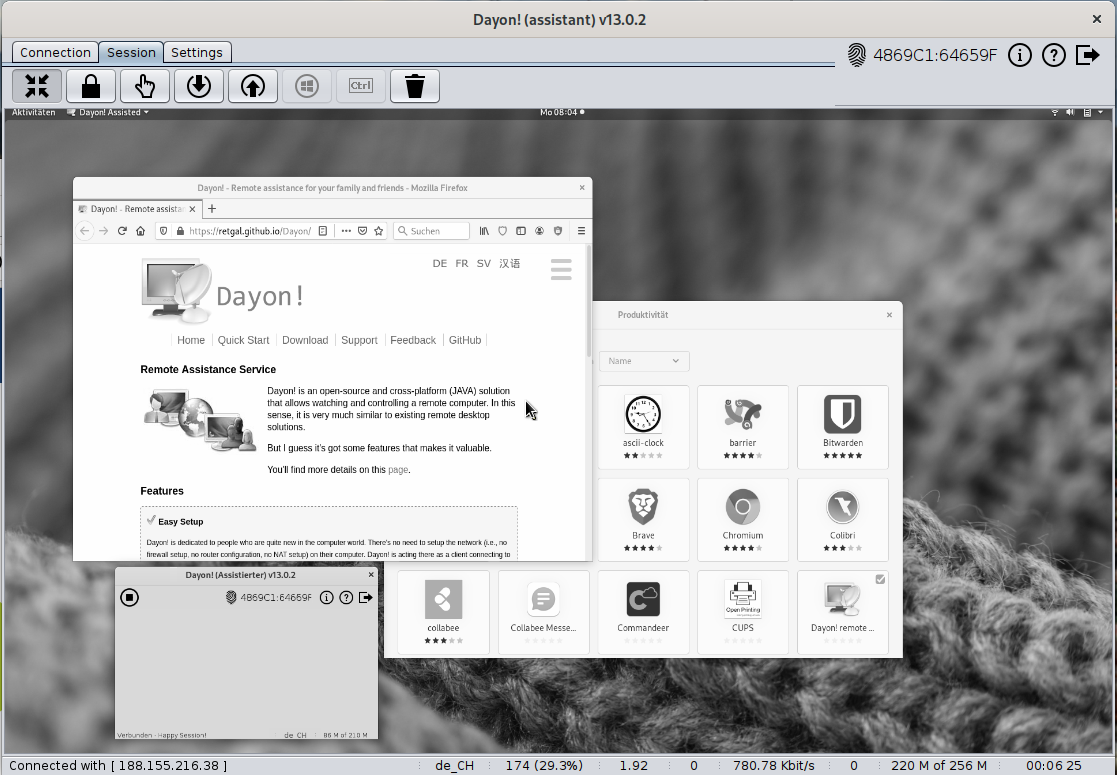 Dayon! (assistant) v13.0.2
Connection Session Settings
4869C1:64659F
Ctrl
Aktivitäten Dayon! Assisted Mo 08:04
Dayon! - Remote assistance for your family and friends - Mozilla Firefox
Dayon! - Remote assista
https://retgal.github.io/Dayon/ Suchen
DE FR SV 汉语
Dayon!
Home Quick Start Download Support Feedback GitHub
Remote Assistance Service
Dayon! is an open-source and cross-platform (JAVA) solution
that allows watching and controlling a remote computer. In this
sense, it is very much similar to existing remote desktop
solutions.
But I guess it's got some features that makes it valuable.
You'll find more details on this page.
Features
Easy Setup
Dayon! is dedicated to people who are quite new in the computer world. There's no need to setup the network (i.e., no
firewall setup, no router configuration, no NAT setup) on their computer. Dayon! is acting there as a client connecting to
Produktivität
Name
ascii-clock barrier Bitwarden
Brave Chromium Colibri
collabee Collabee Messe... Commandeer CUPS Dayon! remote ...
Open Printing
Dayon! (Assistierter) v13.0.2
4869C1:64659F
Verbunden - Happy Session! de_CH 86 M of 210 M
Connected with [ 188.155.216.38 ] de_CH 174 (29.3%) 1.92 0 780.78 Kbit/s 0 220 M of 256 M 00:06 25